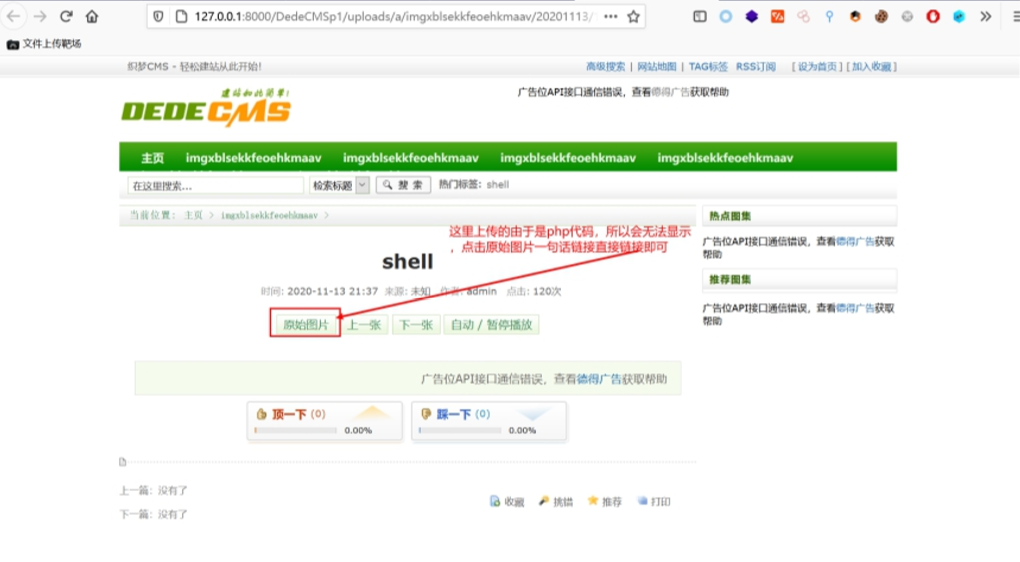 127.0.0.1:8000/DedeCMSp1/uploads/a/imgxblsekkfeoehkmaav/20201113/
文件上传靶场
织梦CMS - 轻松建站从此开始！
高级搜索 | 网站地图 | TAG标签 RSS订阅 [设为首页] [加入收藏]
建站如此简单！
DEDECMS
广告位API接口通信错误，查看德得广告获取帮助
主页 imgxblsekkfeoehkmaav imgxblsekkfeoehkmaav imgxblsekkfeoehkmaav imgxblsekkfeoehkmaav
在这里搜索... 检索标题 搜 索 热门标签: shell
当前位置: 主页 > imgxblsekkfeoehkmaav >
这里上传的由于是php代码，所以会无法显示
，点击原始图片一句话链接直接链接即可
shell
时间: 2020-11-13 21:37 来源: 未知 作者: admin 点击: 120次
原始图片 上一张 下一张 自动 / 暂停播放
广告位API接口通信错误，查看德得广告获取帮助
顶一下 (0)
0.00%
踩一下 (0)
0.00%
上一篇：没有了
下一篇：没有了
收藏 挑错 推荐 打印
热点图集
广告位API接口通信错误，查看德得广告获取
帮助
推荐图集
广告位API接口通信错误，查看德得广告获取
帮助